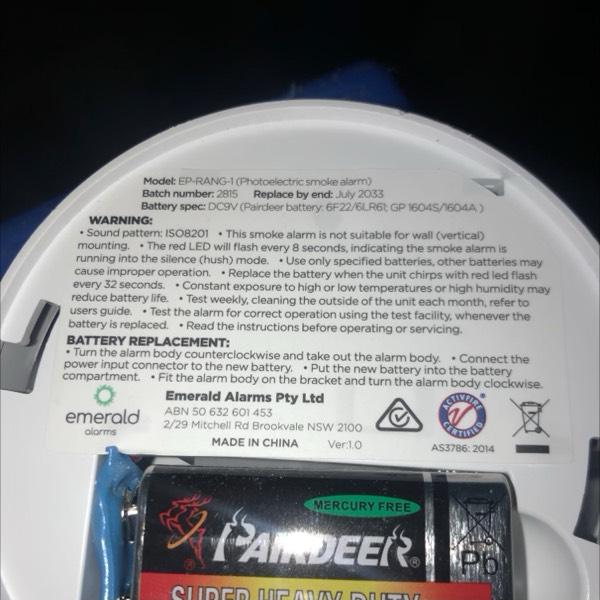 Model: EP-RANG-1 (Photoelectric smoke alarm)
Batch number: 2815 Replace by end: July 2033
Battery spec: DC9V (Pairdeer battery: 6F22/6LR61; GP 1604S/1604A )
WARNING:
• Sound pattern: ISO8201 • This smoke alarm is not suitable for wall (vertical)
mounting. • The red LED will flash every 8 seconds, indicating the smoke alarm is
running into the silence (hush) mode. • Use only specified batteries, other batteries may
cause improper operation. • Replace the battery when the unit chirps with red led flash
every 32 seconds. • Constant exposure to high or low temperatures or high humidity may
reduce battery life. • Test weekly, cleaning the outside of the unit each month, refer to
users guide. • Test the alarm for correct operation using the test facility, whenever the
battery is replaced. • Read the instructions before operating or servicing.
BATTERY REPLACEMENT:
• Turn the alarm body counterclockwise and take out the alarm body. • Connect the
power input connector to the new battery. • Put the new battery into the battery
compartment. • Fit the alarm body on the bracket and turn the alarm body clockwise.
emerald
alarms
Emerald Alarms Pty Ltd
ABN 50 632 601 453
2/29 Mitchell Rd Brookvale NSW 2100
MADE IN CHINA Ver:1.0
ACTIVFIRE
CERTIFIED
AS3786: 2014
MERCURY FREE
PAIRDEER®
Pb
SUPER HEAVY DUTY